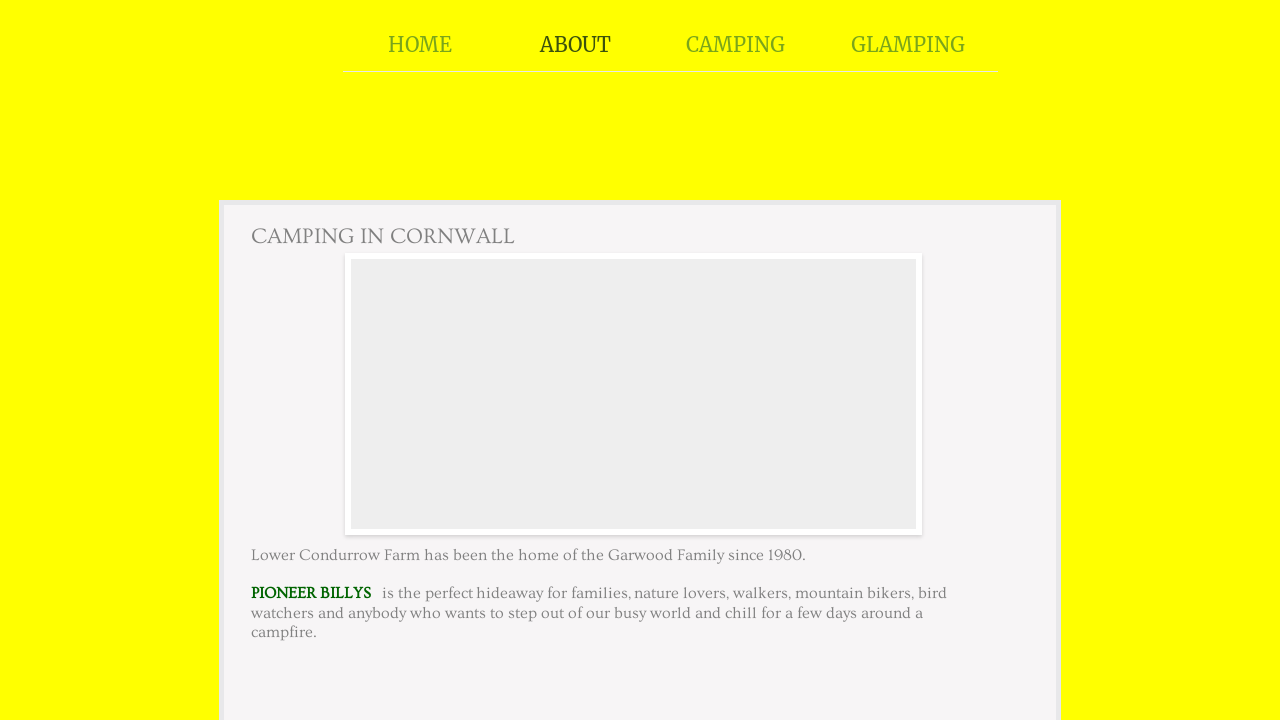 HOME ABOUT CAMPING GLAMPING
CAMPING IN CORNWALL
Lower Condurrow Farm has been the home of the Garwood Family since 1980.
PIONEER BILLYS is the perfect hideaway for families, nature lovers, walkers, mountain bikers, bird
watchers and anybody who wants to step out of our busy world and chill for a few days around a
campfire.